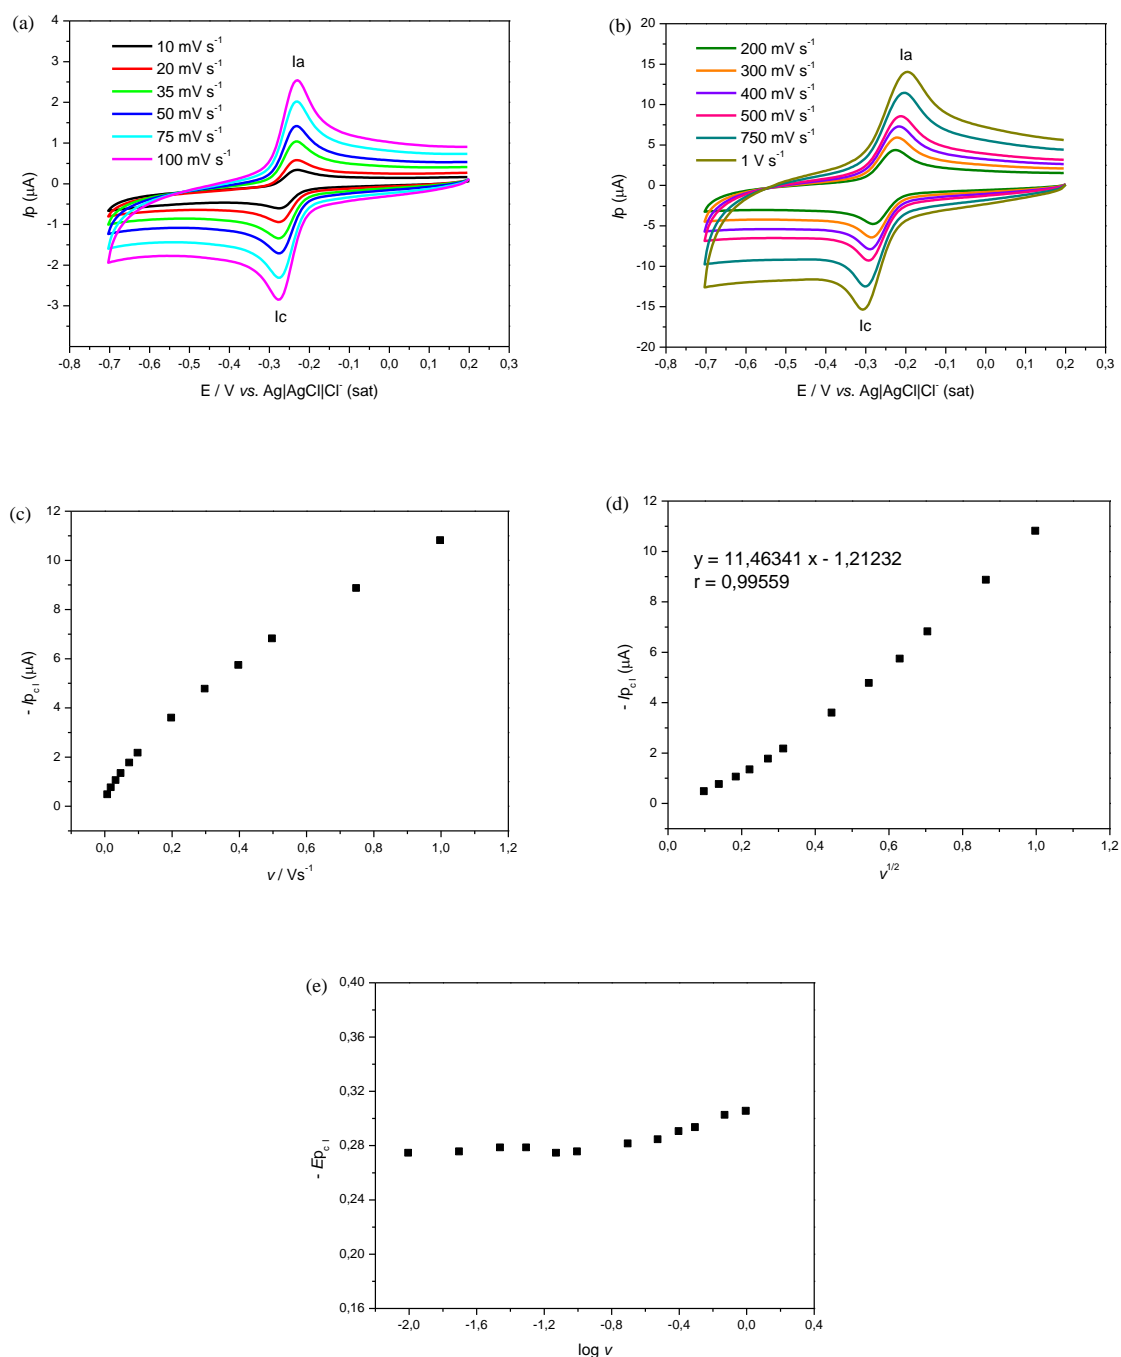 (a)
4
3
2
1
0
-1
-2
-3
Ip (μA)
10 mV s⁻¹
20 mV s⁻¹
35 mV s⁻¹
50 mV s⁻¹
75 mV s⁻¹
100 mV s⁻¹
Ia
Ic
-0,8 -0,7 -0,6 -0,5 -0,4 -0,3 -0,2 -0,1 0,0 0,1 0,2 0,3
E / V vs. Ag|AgCl|Cl⁻ (sat)
(b)
20
15
10
5
0
-5
-10
-15
-20
Ip (μA)
200 mV s⁻¹
300 mV s⁻¹
400 mV s⁻¹
500 mV s⁻¹
750 mV s⁻¹
1 V s⁻¹
Ia
Ic
-0,8 -0,7 -0,6 -0,5 -0,4 -0,3 -0,2 -0,1 0,0 0,1 0,2 0,3
E / V vs. Ag|AgCl|Cl⁻ (sat)
(c)
12
10
8
6
4
2
0
- Ip c I (μA)
0,0 0,2 0,4 0,6 0,8 1,0 1,2
v / Vs⁻¹
(d)
12
10
8
6
4
2
0
- Ip c I (μA)
y = 11,46341 x - 1,21232
r = 0,99559
0,0 0,2 0,4 0,6 0,8 1,0 1,2
v¹ᐟ²
(e)
0,40
0,36
0,32
0,28
0,24
0,20
0,16
- Ep c I
-2,0 -1,6 -1,2 -0,8 -0,4 0,0 0,4
log v